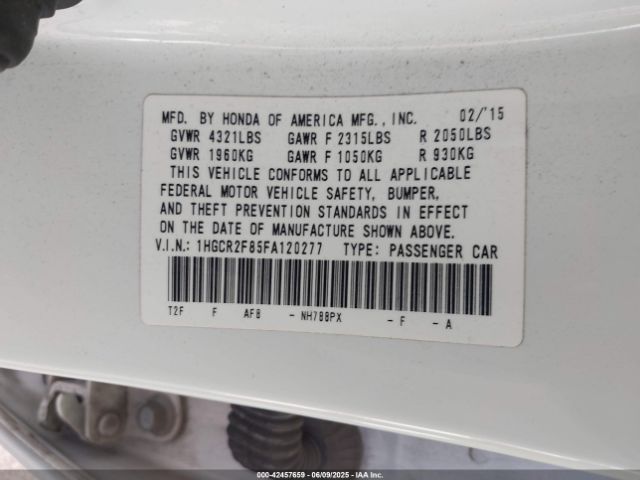 MFD. BY HONDA OF AMERICA MFG., INC. 02/'15
GVWR 4321LBS GAWR F 2315LBS R 2050LBS
GVWR 1960KG GAWR F 1050KG R 930KG
THIS VEHICLE CONFORMS TO ALL APPLICABLE
FEDERAL MOTOR VEHICLE SAFETY, BUMPER,
AND THEFT PREVENTION STANDARDS IN EFFECT
ON THE DATE OF MANUFACTURE SHOWN ABOVE.
V.I.N.: 1HGCR2F85FA120277 TYPE: PASSENGER CAR
T2F F AF8 - NH788PX - F - A
000-42457659 - 06/09/2025 - IAA Inc.